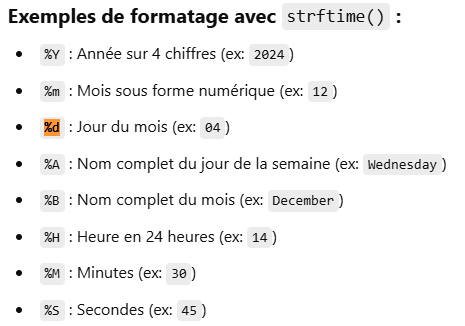 Exemples de formatage avec strftime() :
• %Y : Année sur 4 chiffres (ex: 2024)
• %m : Mois sous forme numérique (ex: 12)
• %d : Jour du mois (ex: 04)
• %A : Nom complet du jour de la semaine (ex: Wednesday)
• %B : Nom complet du mois (ex: December)
• %H : Heure en 24 heures (ex: 14)
• %M : Minutes (ex: 30)
• %S : Secondes (ex: 45)